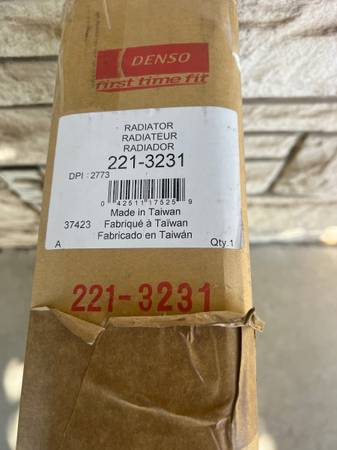 DENSO
first time fit
RADIATOR
RADIATEUR
RADIADOR
221-3231
DPI : 2773
0 42511 17525 9
Made in Taiwan
37423 Fabriqué à Taïwan
A Fabricado en Taiwán Qty.1
221-3231